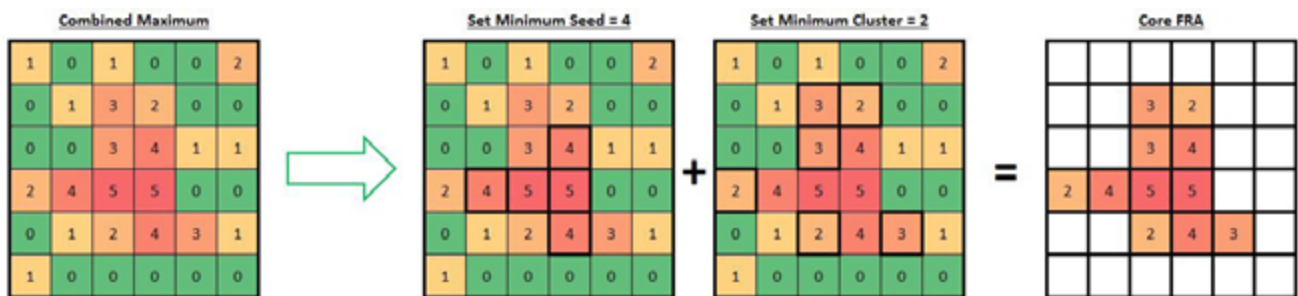 Combined Maximum
1 0 1 0 0 2
0 1 3 2 0 0
0 0 3 4 1 1
2 4 5 5 0 0
0 1 2 4 3 1
1 0 0 0 0 0
Set Minimum Seed = 4
1 0 1 0 0 2
0 1 3 2 0 0
0 0 3 4 1 1
2 4 5 5 0 0
0 1 2 4 3 1
1 0 0 0 0 0
+
Set Minimum Cluster = 2
1 0 1 0 0 2
0 1 3 2 0 0
0 0 3 4 1 1
2 4 5 5 0 0
0 1 2 4 3 1
1 0 0 0 0 0
=
Core FRA
3 2
3 4
2 4 5 5
2 4 3